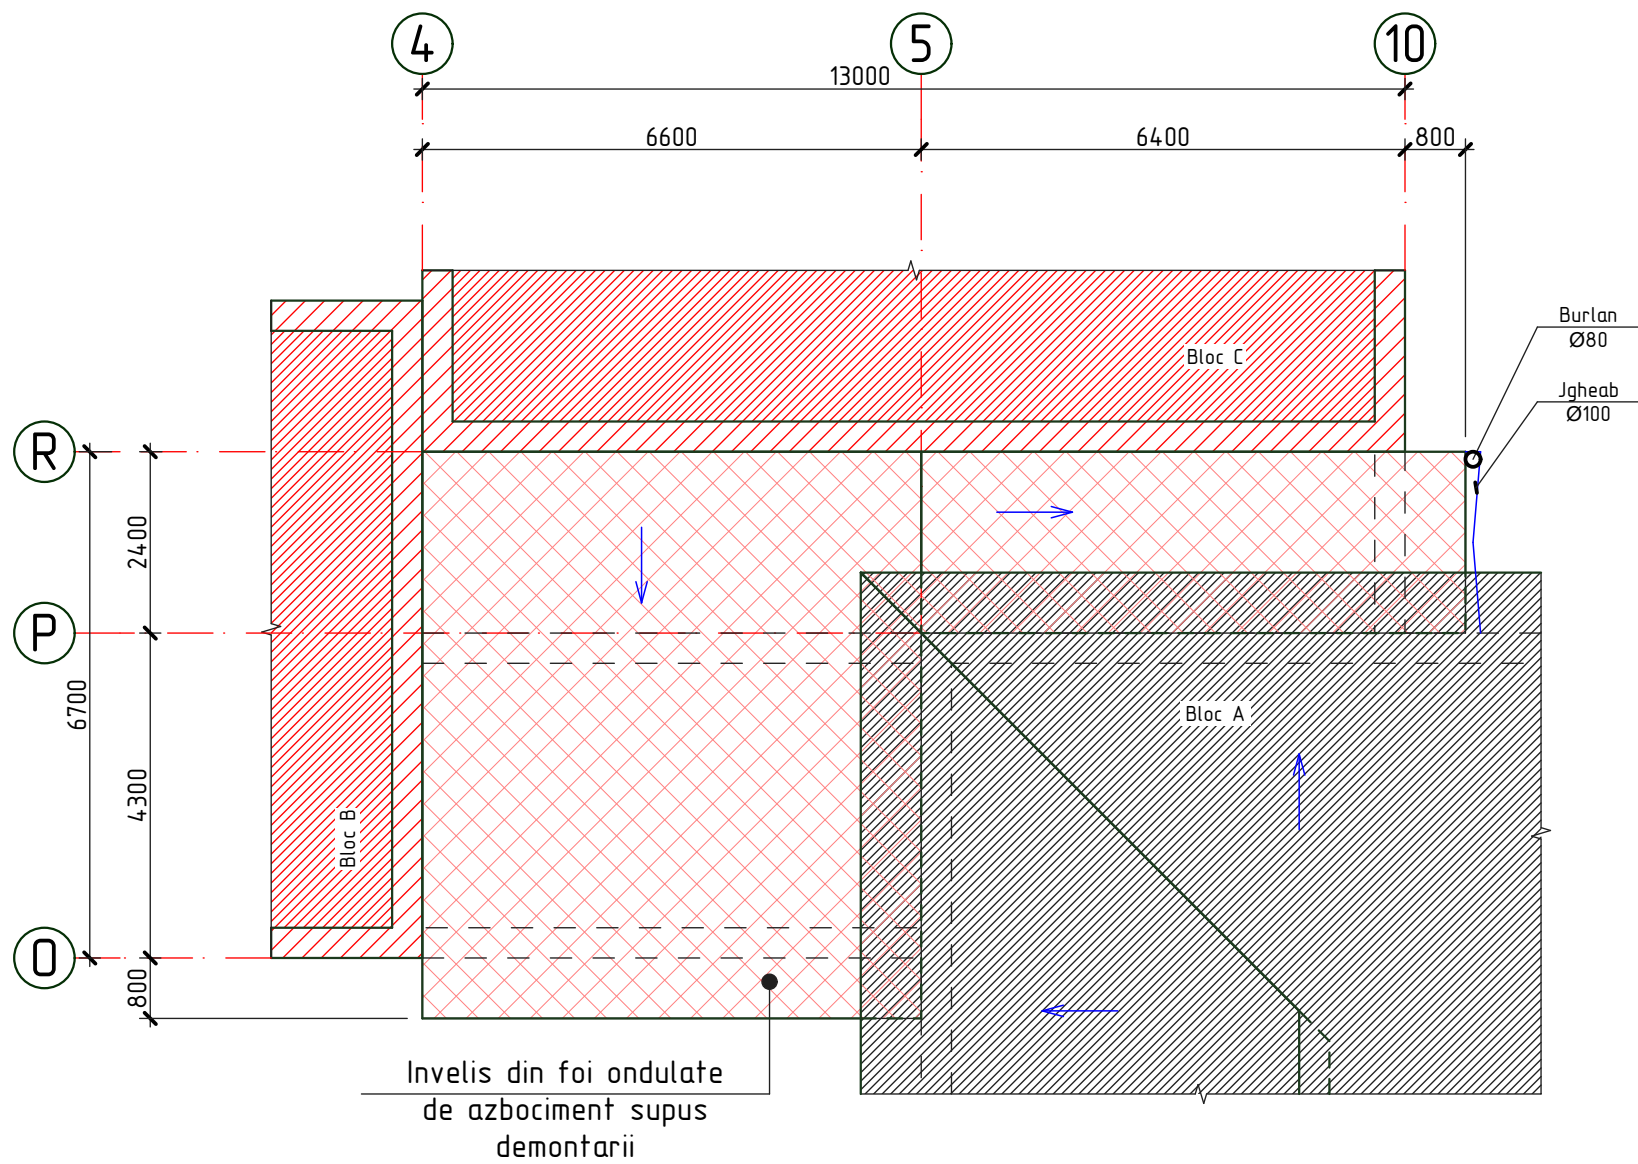 4
5
10
13000
6600
6400
800
Burlan
Ø80
Jgheab
Ø100
Bloc C
R
P
O
2400
6700
4300
800
Bloc B
Bloc A
Invelis din foi ondulate
de azbociment supus
demontarii